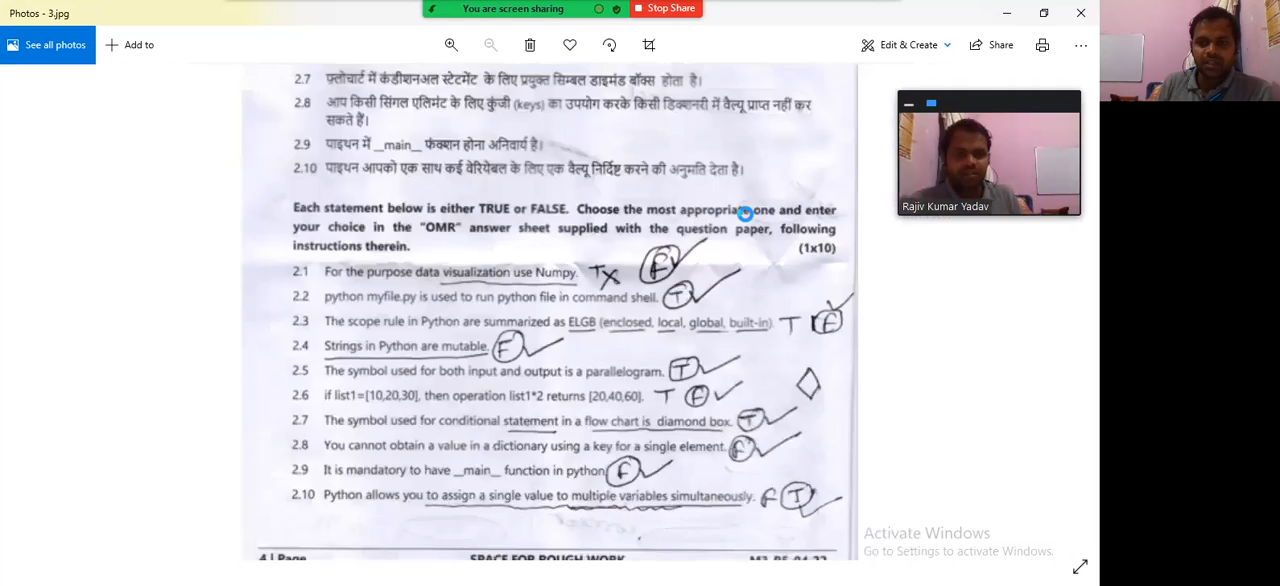 Photos - 3.jpg
You are screen sharing
Stop Share
See all photos
Add to
Edit & Create
Share
2.7 फ़्लोचार्ट में कंडीशनअल स्टेटमेंट के लिए प्रयुक्त सिम्बल डाइमंड बॉक्स होता है।
2.8 आप किसी सिंगल एलिमेंट के लिए कुंजी (keys) का उपयोग करके किसी डिक्शनरी में वैल्यू प्राप्त नहीं कर
सकते हैं।
2.9 पाइथन में __main__ फंक्शन होना अनिवार्य है।
2.10 पाइथन आपको एक साथ कई वेरियेबल के लिए एक वैल्यू निर्दिष्ट करने की अनुमति देता है।
Rajiv Kumar Yadav
Each statement below is either TRUE or FALSE. Choose the most appropriate one and enter
your choice in the "OMR" answer sheet supplied with the question paper, following
instructions therein. (1x10)
2.1 For the purpose data visualization use Numpy. T F
2.2 python myfile.py is used to run python file in command shell. T
2.3 The scope rule in Python are summarized as ELGB (enclosed, local, global, built-in) T F
2.4 Strings in Python are mutable. F
2.5 The symbol used for both input and output is a parallelogram. T
2.6 if list1=[10,20,30], then operation list1*2 returns [20,40,60]. T F
2.7 The symbol used for conditional statement in a flow chart is diamond box. T
2.8 You cannot obtain a value in a dictionary using a key for a single element. F
2.9 It is mandatory to have __main__ function in python F
2.10 Python allows you to assign a single value to multiple variables simultaneously. F T
Activate Windows
Go to Settings to activate Windows.
4 | Page SPACE FOR ROUGH WORK M3-R5-04-22